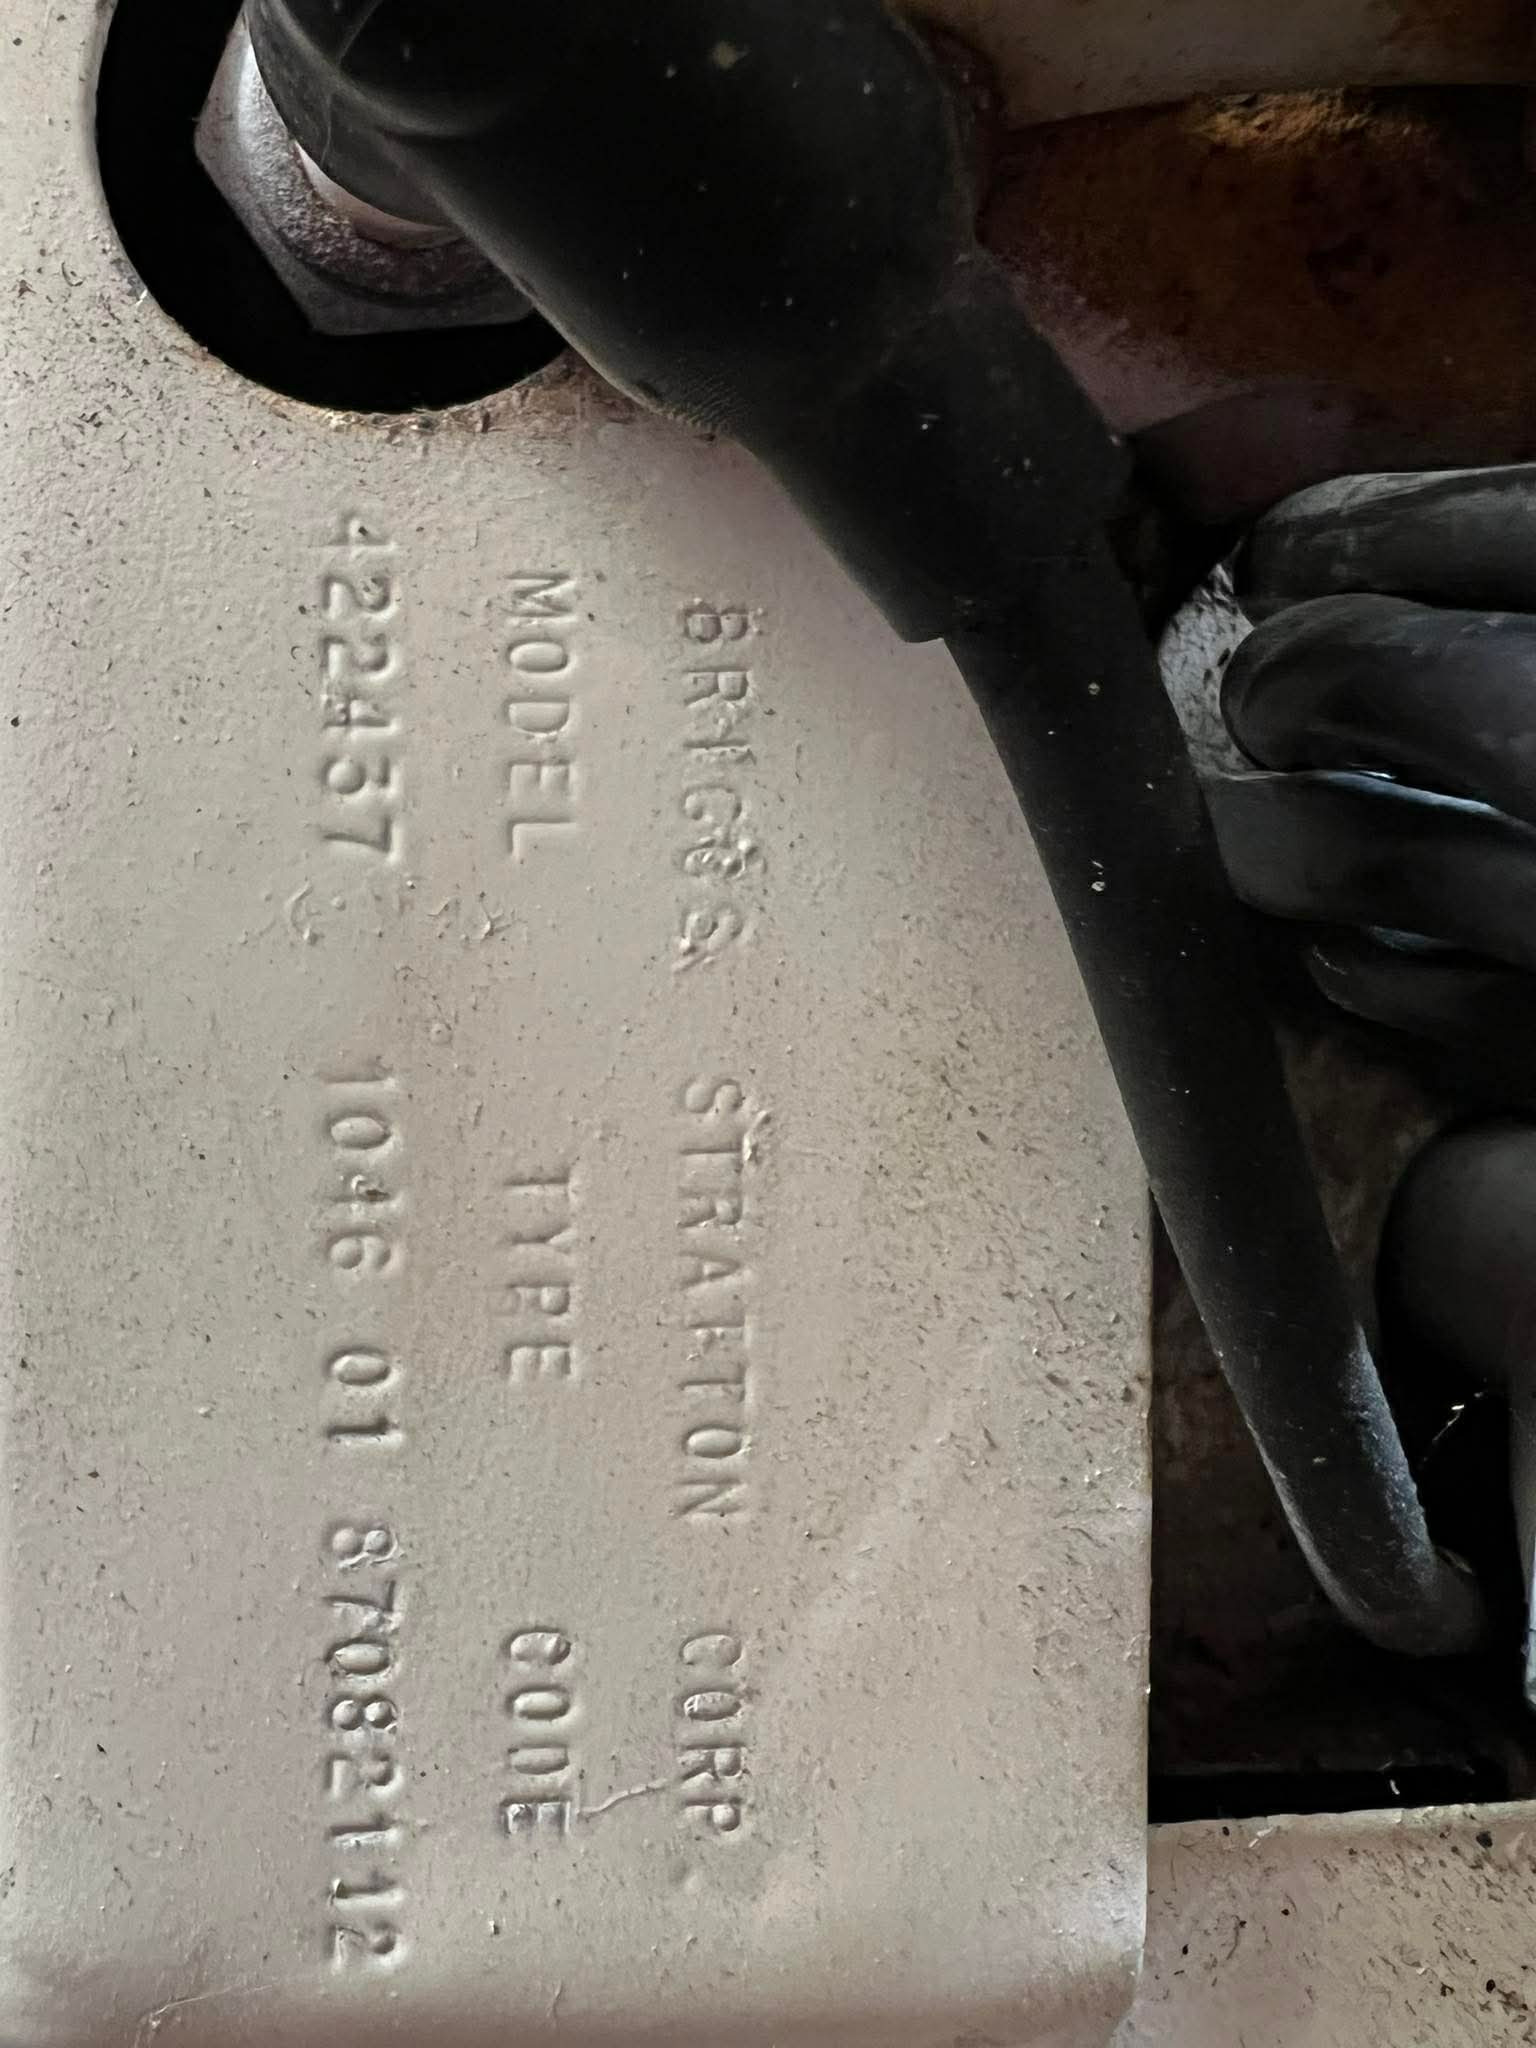 BRIGGS & STRATTON CORP
MODEL TYPE CODE
422437 1046 01 87082112